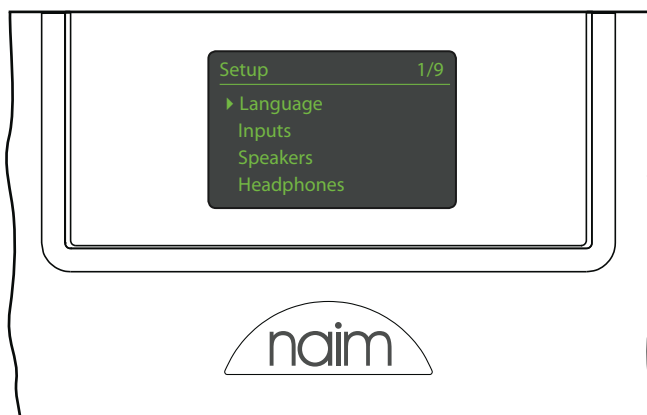 Setup 1/9
Language
Inputs
Speakers
Headphones
naim